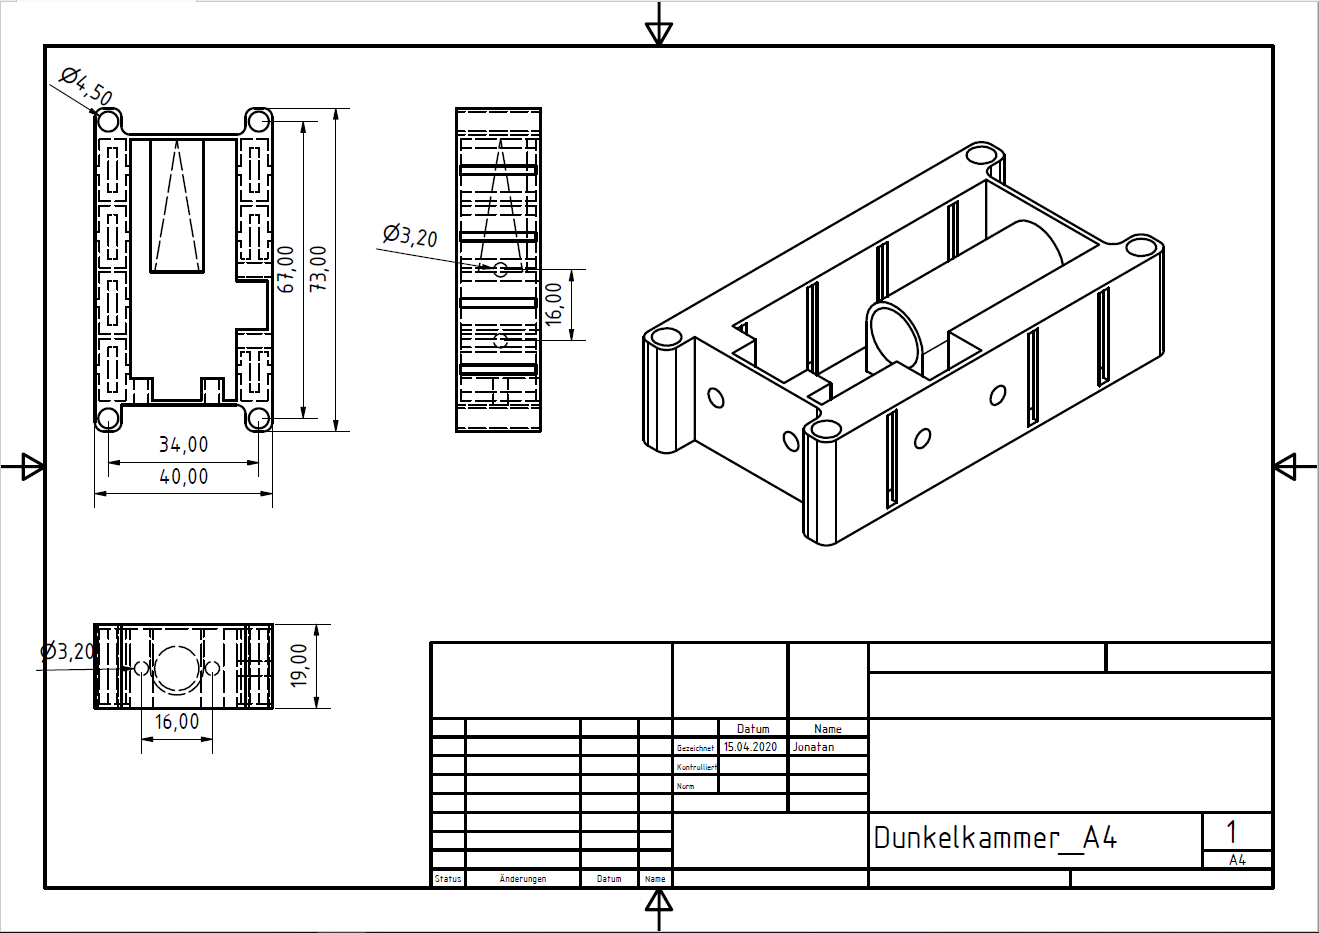 Ø4,50
67,00
73,00
34,00
40,00
Ø3,20
16,00
Ø3,20
19,00
16,00
Datum Name
Gezeichnet 15.04.2020 Jonatan
Kontrolliert
Norm
Dunkelkammer_A4
1
A4
Status Änderungen Datum Name